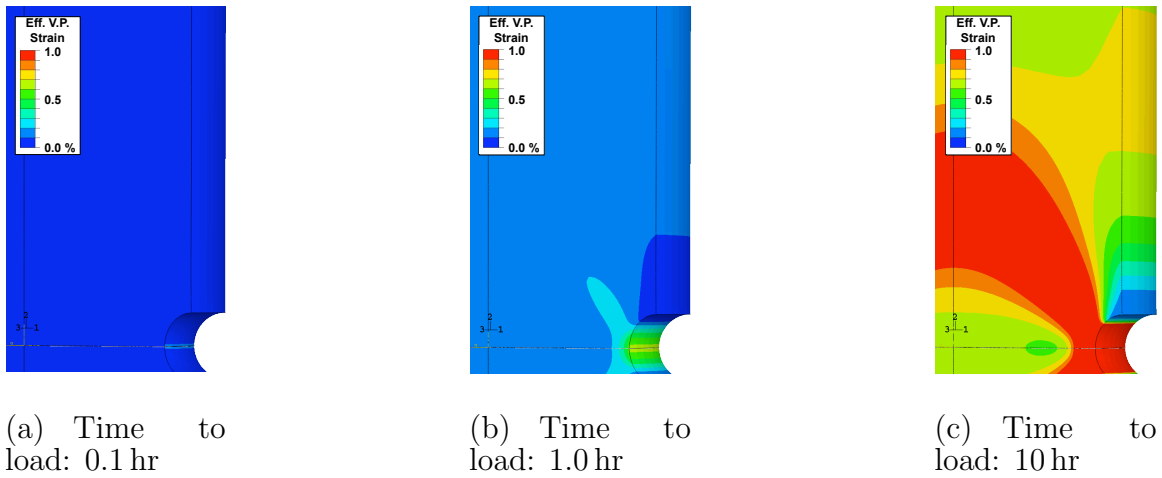 Eff. V.P.
Strain
1.0
0.5
0.0 %
2
3 1
(a) Time to
load: 0.1 hr
Eff. V.P.
Strain
1.0
0.5
0.0 %
2
3 1
(b) Time to
load: 1.0 hr
Eff. V.P.
Strain
1.0
0.5
0.0 %
2
3 1
(c) Time to
load: 10 hr